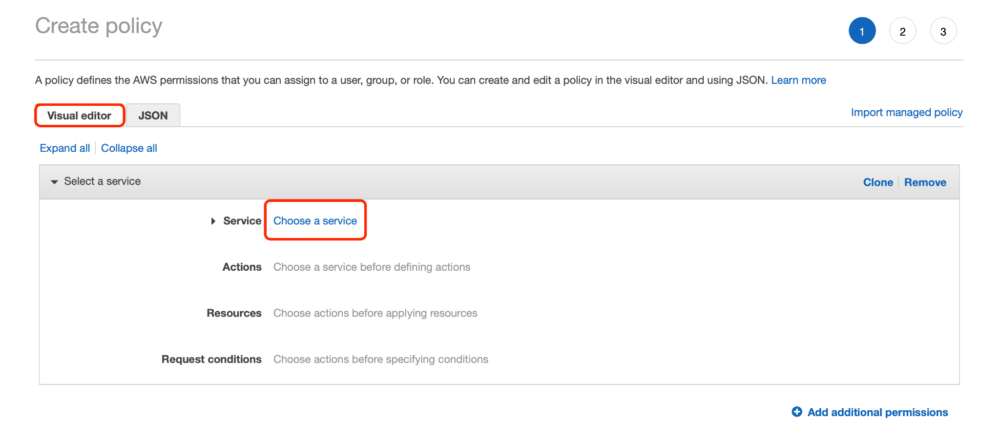 Create policy
1 2 3
A policy defines the AWS permissions that you can assign to a user, group, or role. You can create and edit a policy in the visual editor and using JSON. Learn more
Visual editor JSON Import managed policy
Expand all Collapse all
Select a service Clone Remove
Service Choose a service
Actions Choose a service before defining actions
Resources Choose actions before applying resources
Request conditions Choose actions before specifying conditions
Add additional permissions